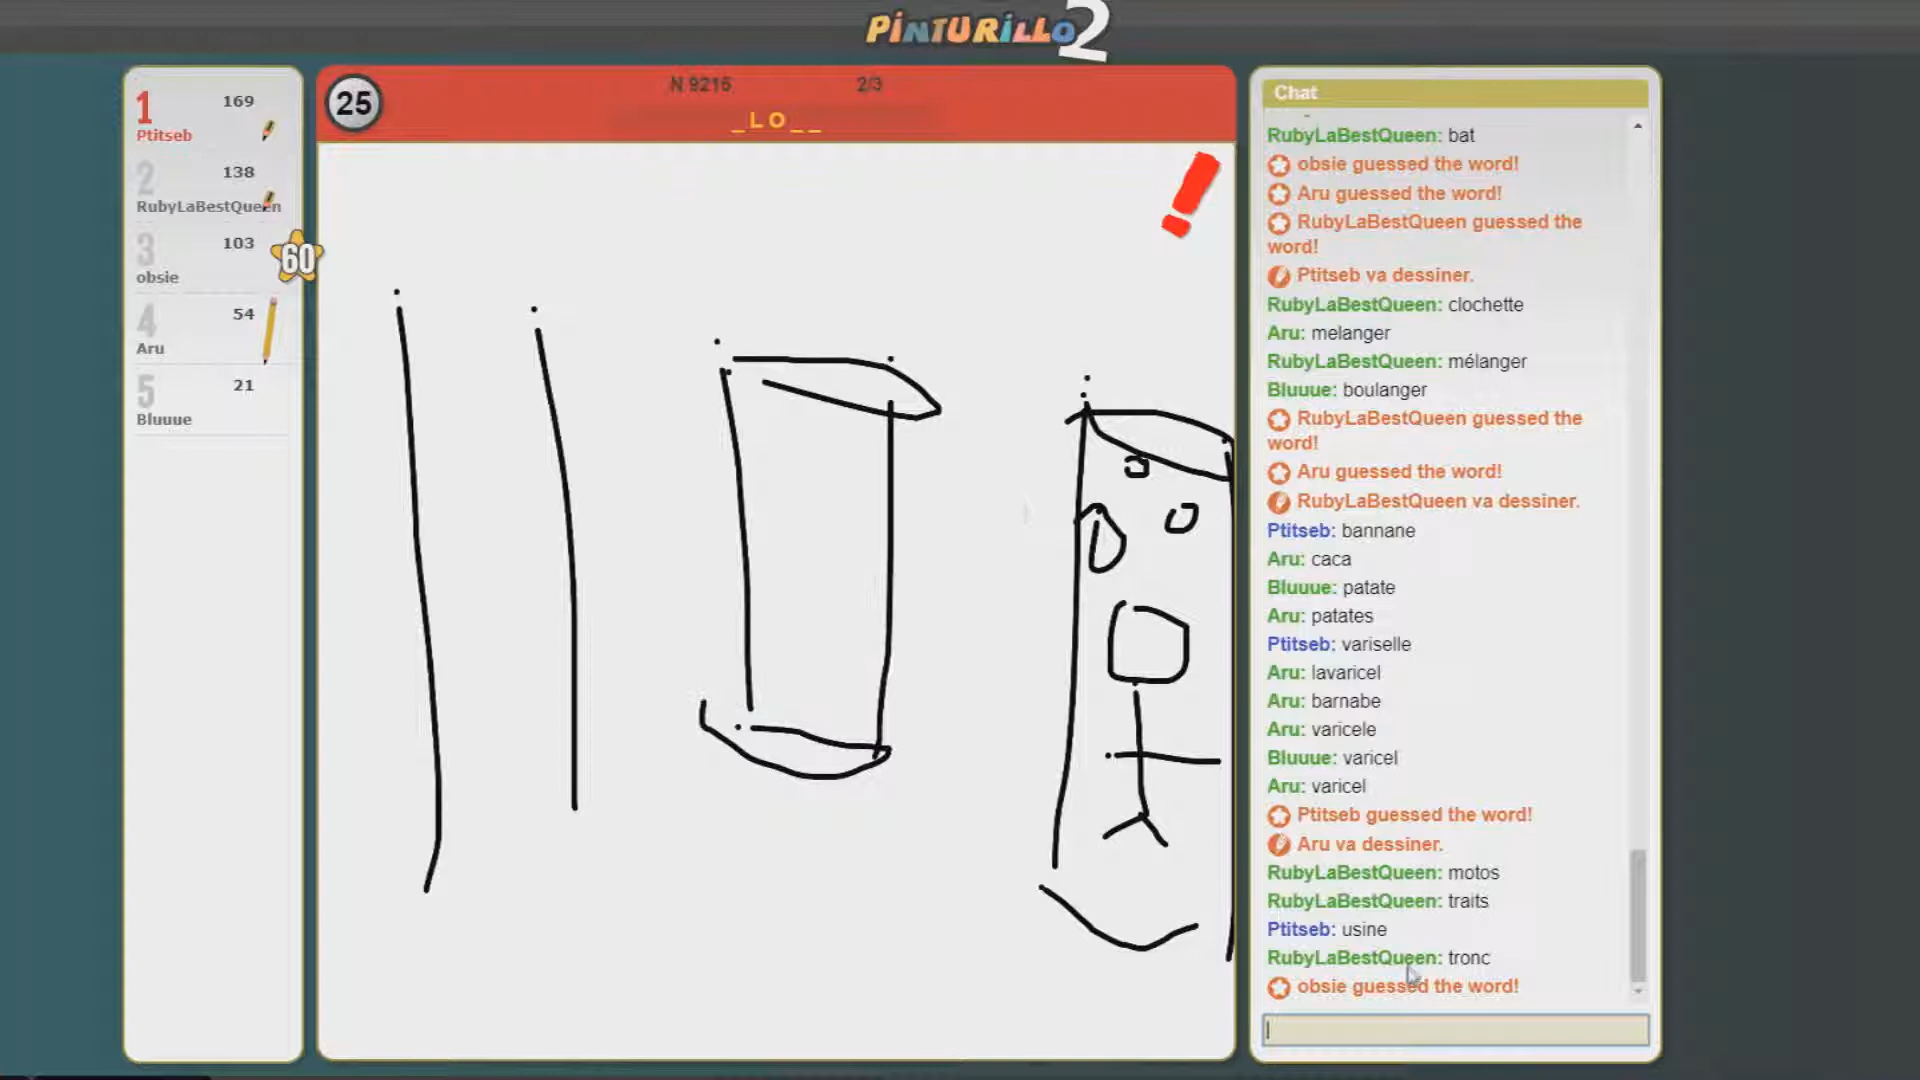 PiNTURiLLO2
1 169
Ptitseb
2 138
RubyLaBestQueen
3 103
obsie
60
4 54
Aru
5 21
Bluuue
25
N 9215 2/3
_LO__
Chat
RubyLaBestQueen: bat
obsie guessed the word!
Aru guessed the word!
RubyLaBestQueen guessed the
word!
Ptitseb va dessiner.
RubyLaBestQueen: clochette
Aru: melanger
RubyLaBestQueen: mélanger
Bluuue: boulanger
RubyLaBestQueen guessed the
word!
Aru guessed the word!
RubyLaBestQueen va dessiner.
Ptitseb: bannane
Aru: caca
Bluuue: patate
Aru: patates
Ptitseb: variselle
Aru: lavaricel
Aru: barnabe
Aru: varicele
Bluuue: varicel
Aru: varicel
Ptitseb guessed the word!
Aru va dessiner.
RubyLaBestQueen: motos
RubyLaBestQueen: traits
Ptitseb: usine
RubyLaBestQueen: tronc
obsie guessed the word!